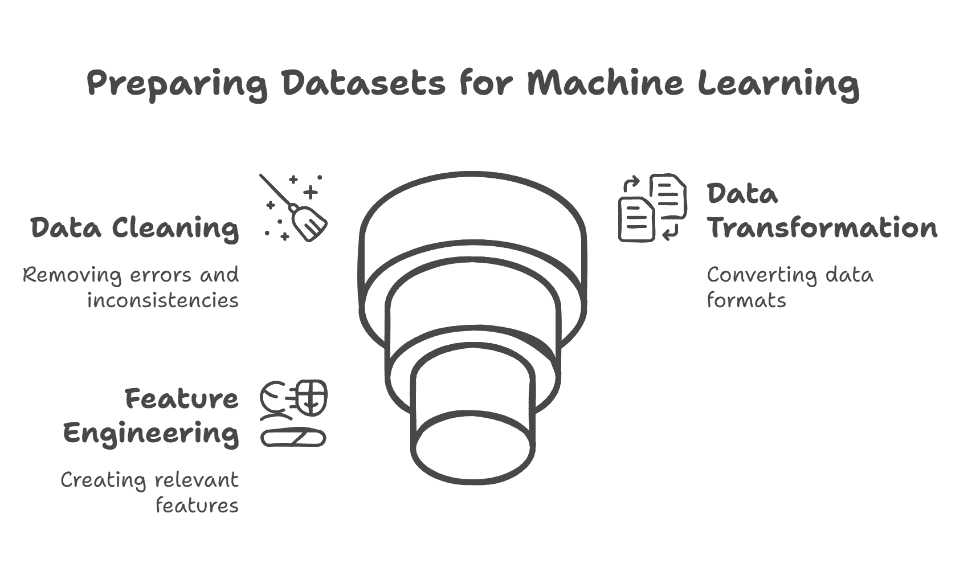 Preparing Datasets for Machine Learning
Data Cleaning
Removing errors and
inconsistencies
Data
Transformation
Converting data
formats
Feature
Engineering
Creating relevant
features